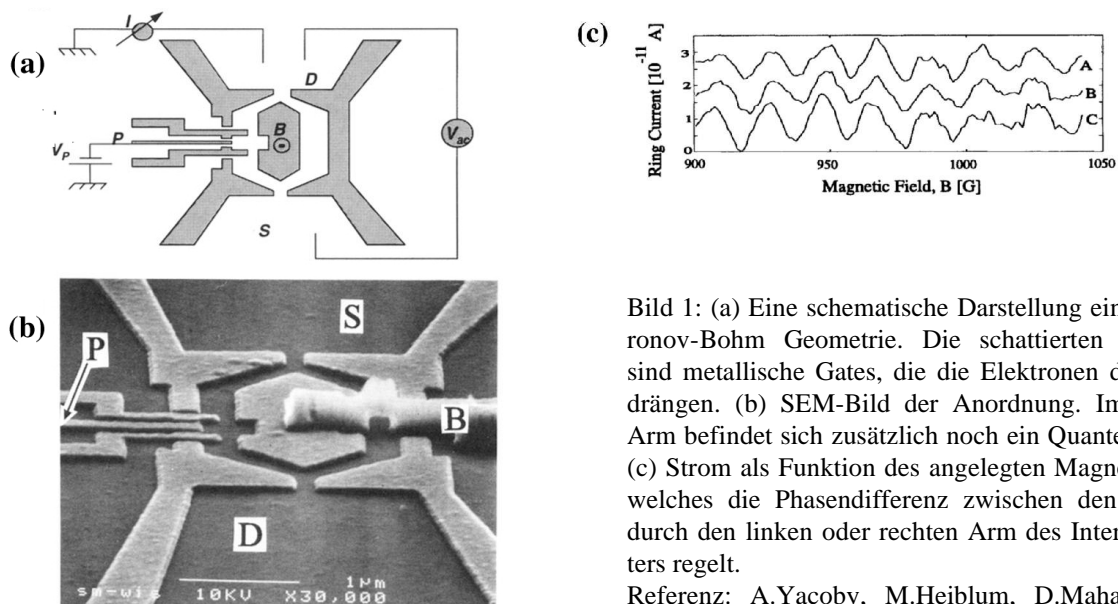 (a)
I
D
P
B
V_P
V_ac
S
(c)
Ring Current [10⁻¹¹ A]
3
2
1
0
A
B
C
900
950
1000
1050
Magnetic Field, B [G]
(b)
P
S
B
D
1μm
10KV X30,000
Bild 1: (a) Eine schematische Darstellung ein
ronov-Bohm Geometrie. Die schattierten
sind metallische Gates, die die Elektronen d
drängen. (b) SEM-Bild der Anordnung. Im
Arm befindet sich zusätzlich noch ein Quante
(c) Strom als Funktion des angelegten Magne
welches die Phasendifferenz zwischen den
durch den linken oder rechten Arm des Inter
ters regelt.
Referenz: A.Yacoby, M.Heiblum, D.Maha